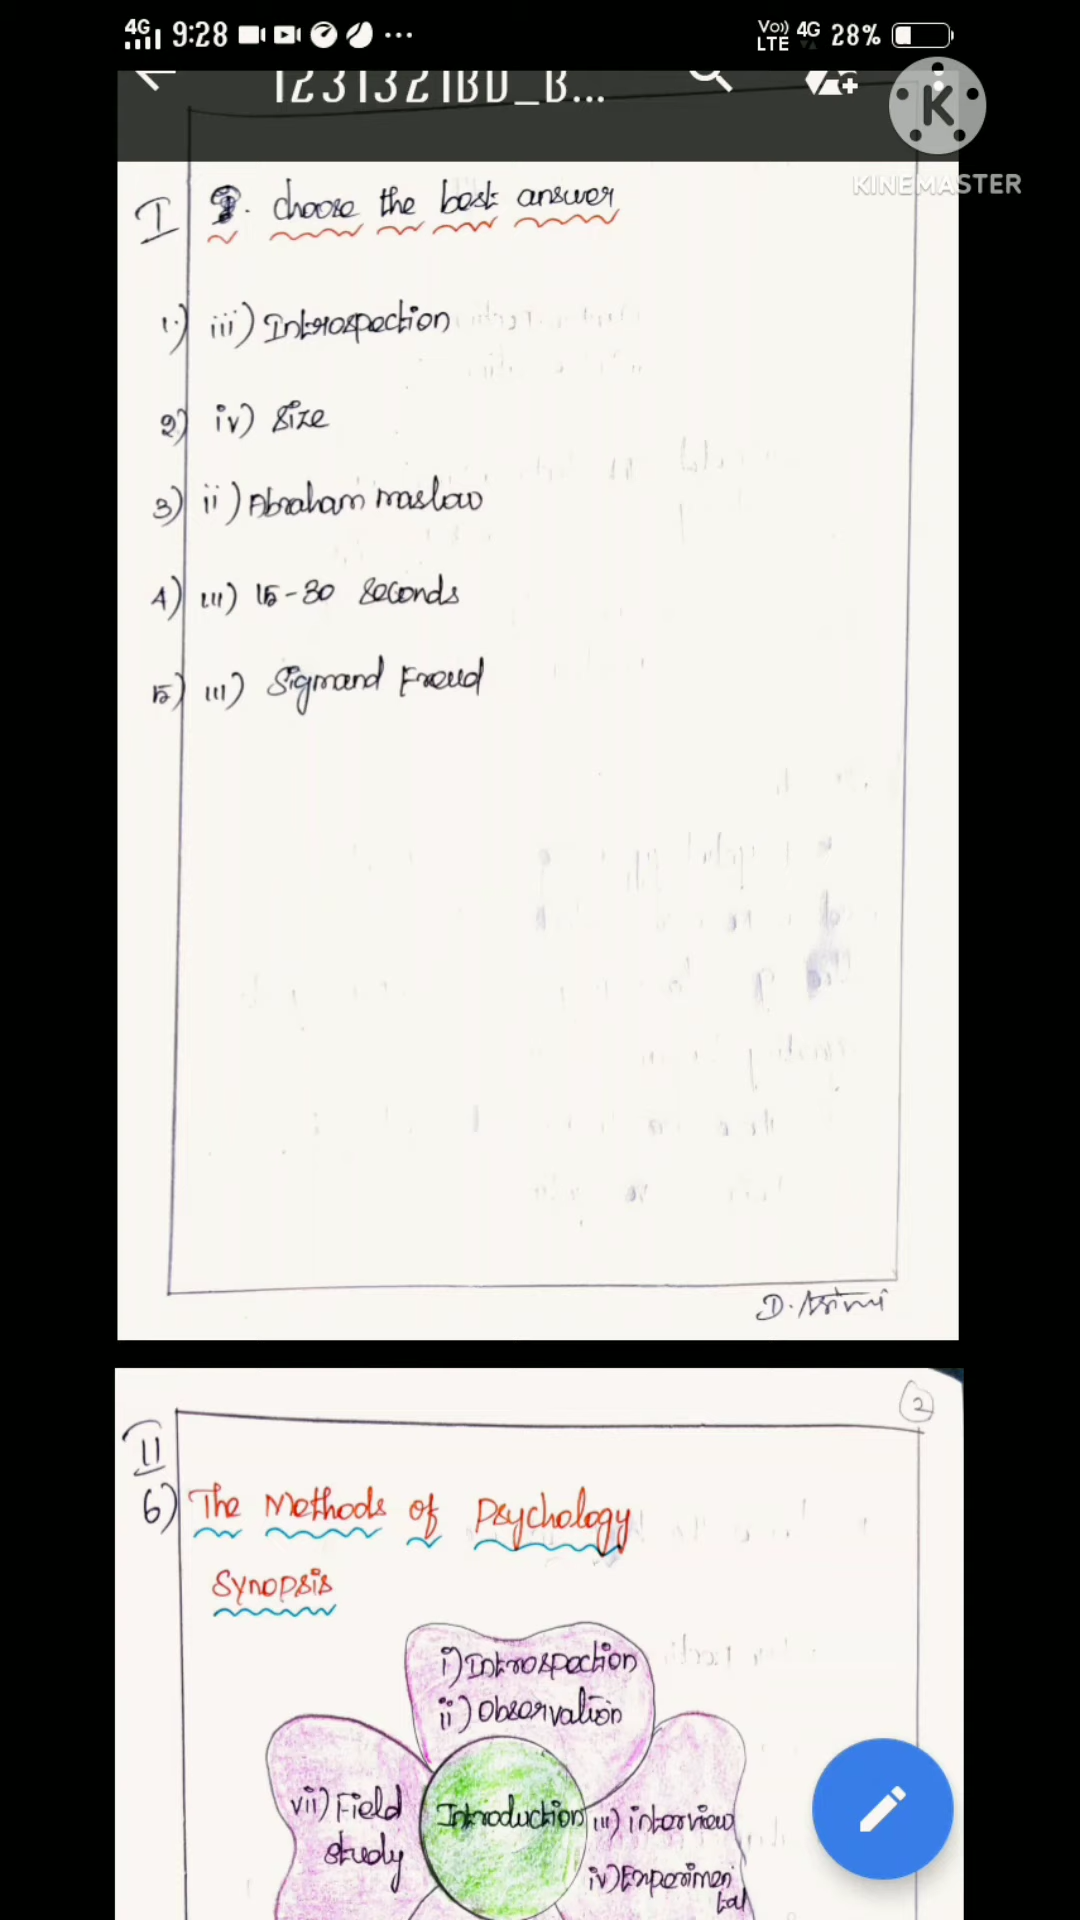 4G 9:28 ...
Vo)) LTE 4G 28%
1231321BD_B...
K
KINEMASTER
I choose the best answer
1.) iii) Introspection
2) iv) Size
3) ii) Abraham maslow
4) iii) 15-30 Seconds
5) iii) Sigmand Freud
2
II
6) The Methods of Psychology
Synopsis
i) Introspection
ii) Observation
vii) Field study
Introduction
iii) interview
iv) Experimental